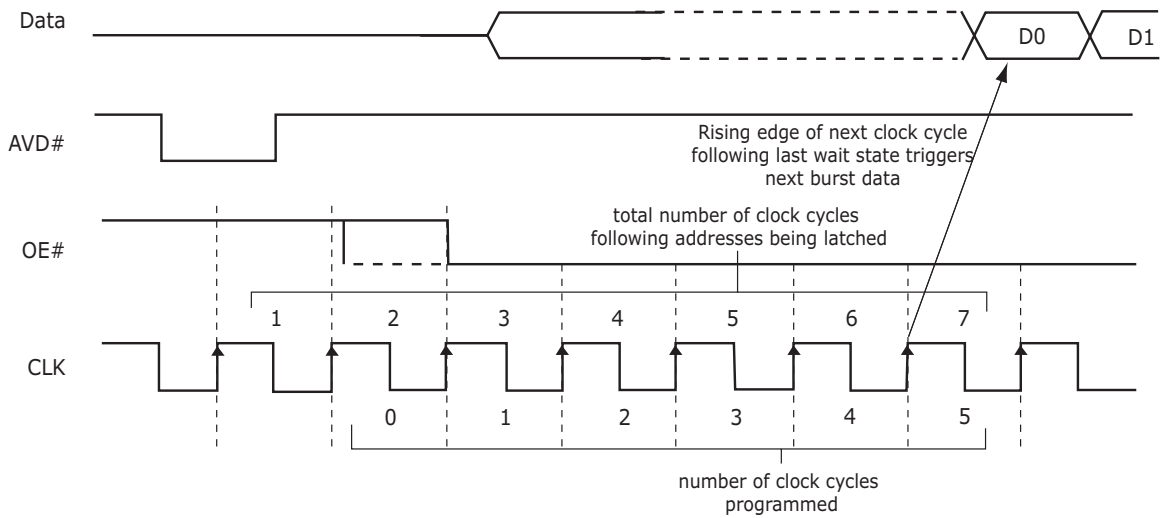 Data
D0
D1
AVD#
Rising edge of next clock cycle
following last wait state triggers
next burst data
total number of clock cycles
following addresses being latched
OE#
1 2 3 4 5 6 7
CLK
0 1 2 3 4 5
number of clock cycles
programmed